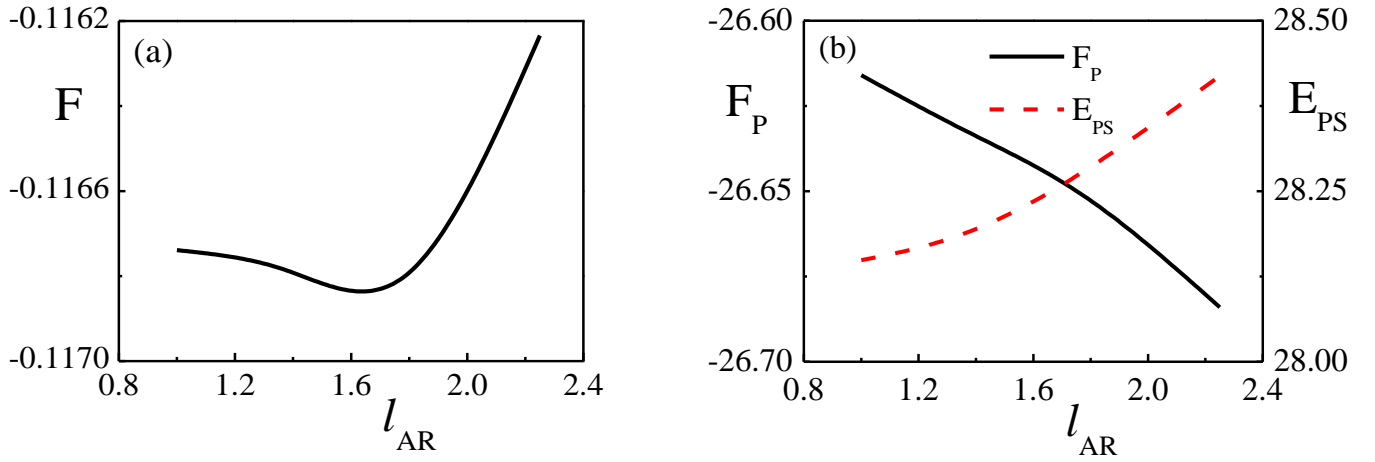 (a)
F
-0.1162
-0.1166
-0.1170
0.8 1.2 1.6 2.0 2.4
l_AR
(b)
F_P
-26.60
-26.65
-26.70
F_P
E_PS
28.50
28.25
28.00
E_PS
0.8 1.2 1.6 2.0 2.4
l_AR